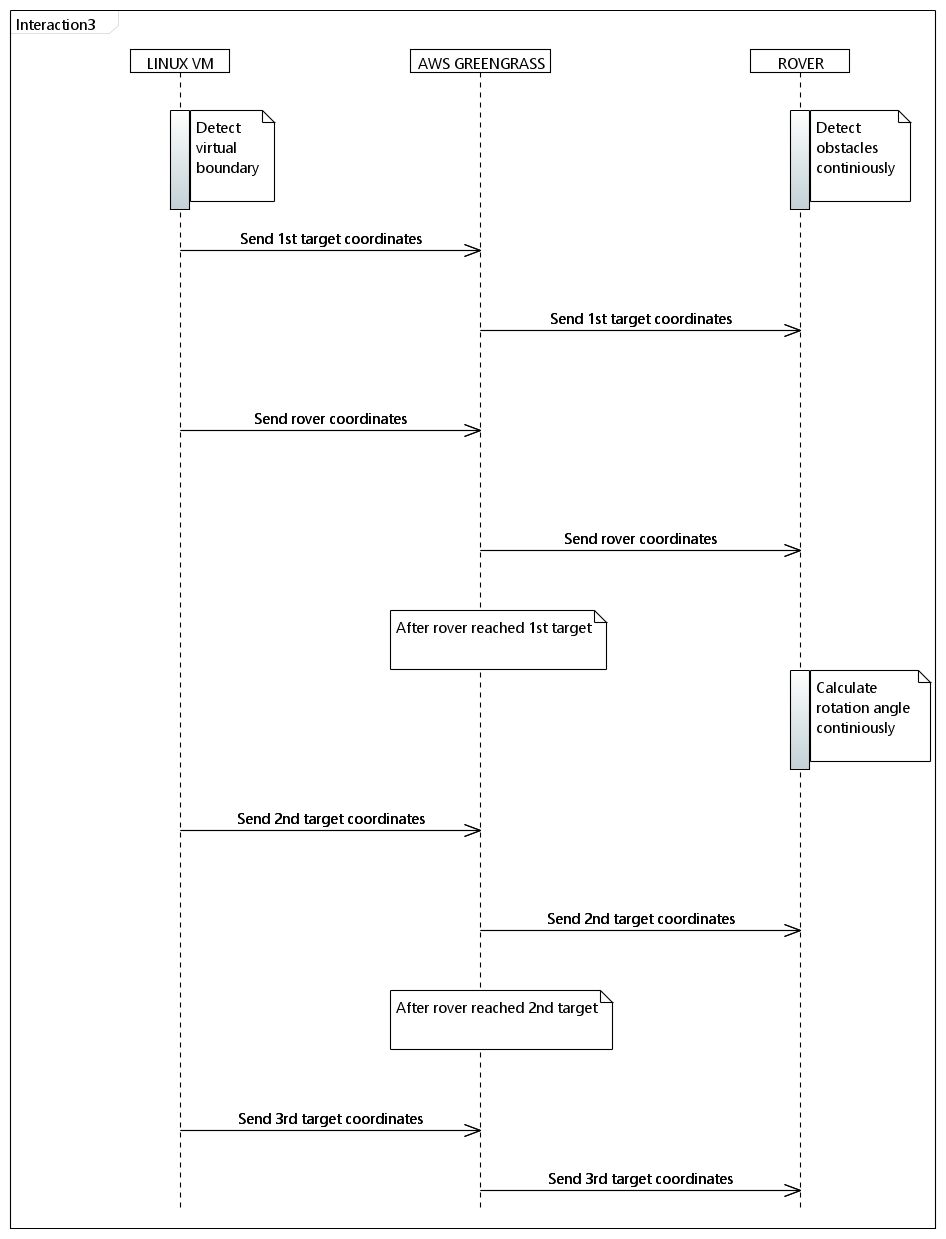 Interaction3
LINUX VM
AWS GREENGRASS
ROVER
Detect
virtual
boundary
Detect
obstacles
continiously
Send 1st target coordinates
Send 1st target coordinates
Send rover coordinates
Send rover coordinates
After rover reached 1st target
Calculate
rotation angle
continiously
Send 2nd target coordinates
Send 2nd target coordinates
After rover reached 2nd target
Send 3rd target coordinates
Send 3rd target coordinates